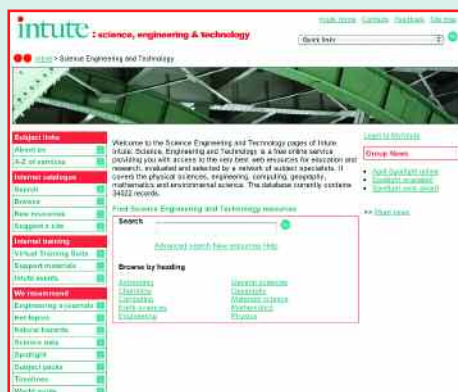 intute : science, engineering & technology
Intute Home Contacts Feedback Site map
Quick links
intute > Science Engineering and Technology
Subject links
About us
A-Z of services
Internet catalogue
Search
Browse
New resources
Suggest a site
Internet training
Virtual Training Suite
Support materials
Intute events
We recommend
Engineering e-journals
Hot topics
Natural hazards
Science data
Spotlight
Subject packs
Timelines
World guide
Welcome to the Science Engineering and Technology pages of Intute
Intute: Science, Engineering and Technology is a free online service
providing you with access to the very best web resources for education and
research, evaluated and selected by a network of subject specialists. It
covers the physical sciences, engineering, computing, geography,
mathematics and environmental science. The database currently contains
34022 records.
Find Science Engineering and Technology resources
Search
Advanced search New resources Help
Browse by heading
Astronomy
Chemistry
Computing
Earth sciences
Engineering
General sciences
Geography
Materials science
Mathematics
Physics
Login to MyIntute
Group News
April Spotlight online
Spotlight
>> More news